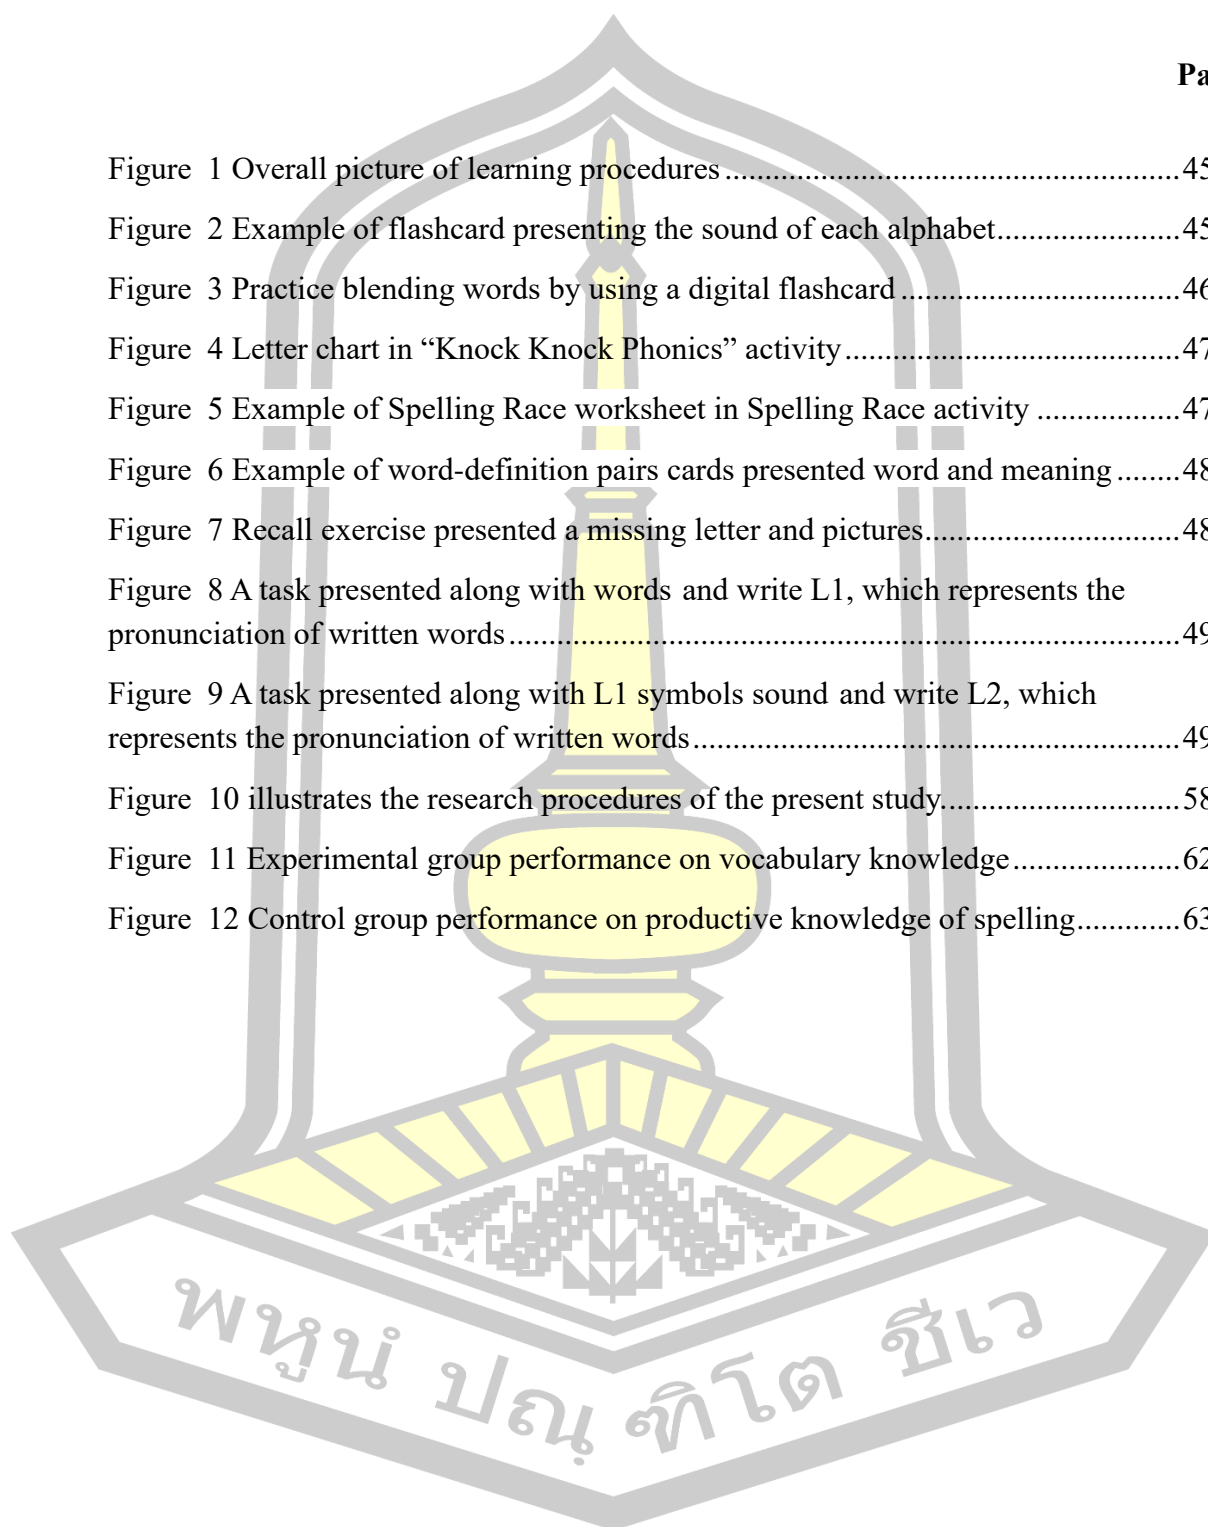 Pa
Figure 1 Overall picture of learning procedures.........................................................45
Figure 2 Example of flashcard presenting the sound of each alphabet.......................45
Figure 3 Practice blending words by using a digital flashcard...................................46
Figure 4 Letter chart in “Knock Knock Phonics” activity..........................................47
Figure 5 Example of Spelling Race worksheet in Spelling Race activity ..................47
Figure 6 Example of word-definition pairs cards presented word and meaning........48
Figure 7 Recall exercise presented a missing letter and pictures................................48
Figure 8 A task presented along with words and write L1, which represents the
pronunciation of written words....................................................................................49
Figure 9 A task presented along with L1 symbols sound and write L2, which
represents the pronunciation of written words.............................................................49
Figure 10 illustrates the research procedures of the present study..............................58
Figure 11 Experimental group performance on vocabulary knowledge.....................62
Figure 12 Control group performance on productive knowledge of spelling.............63
พหูนํ ปณฺฑิโต ชีเว